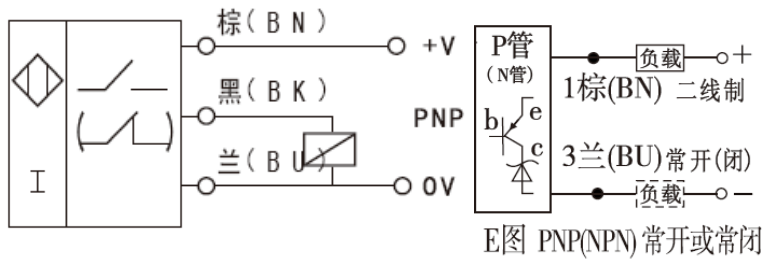 棕(BN)
+V
黑(BK)
PNP
兰(BU)
0V
I
P管
(N管)
b
e
c
负载
+
1棕(BN) 二线制
3兰(BU)常开(闭)
负载
−
E图 PNP(NPN)常开或常闭